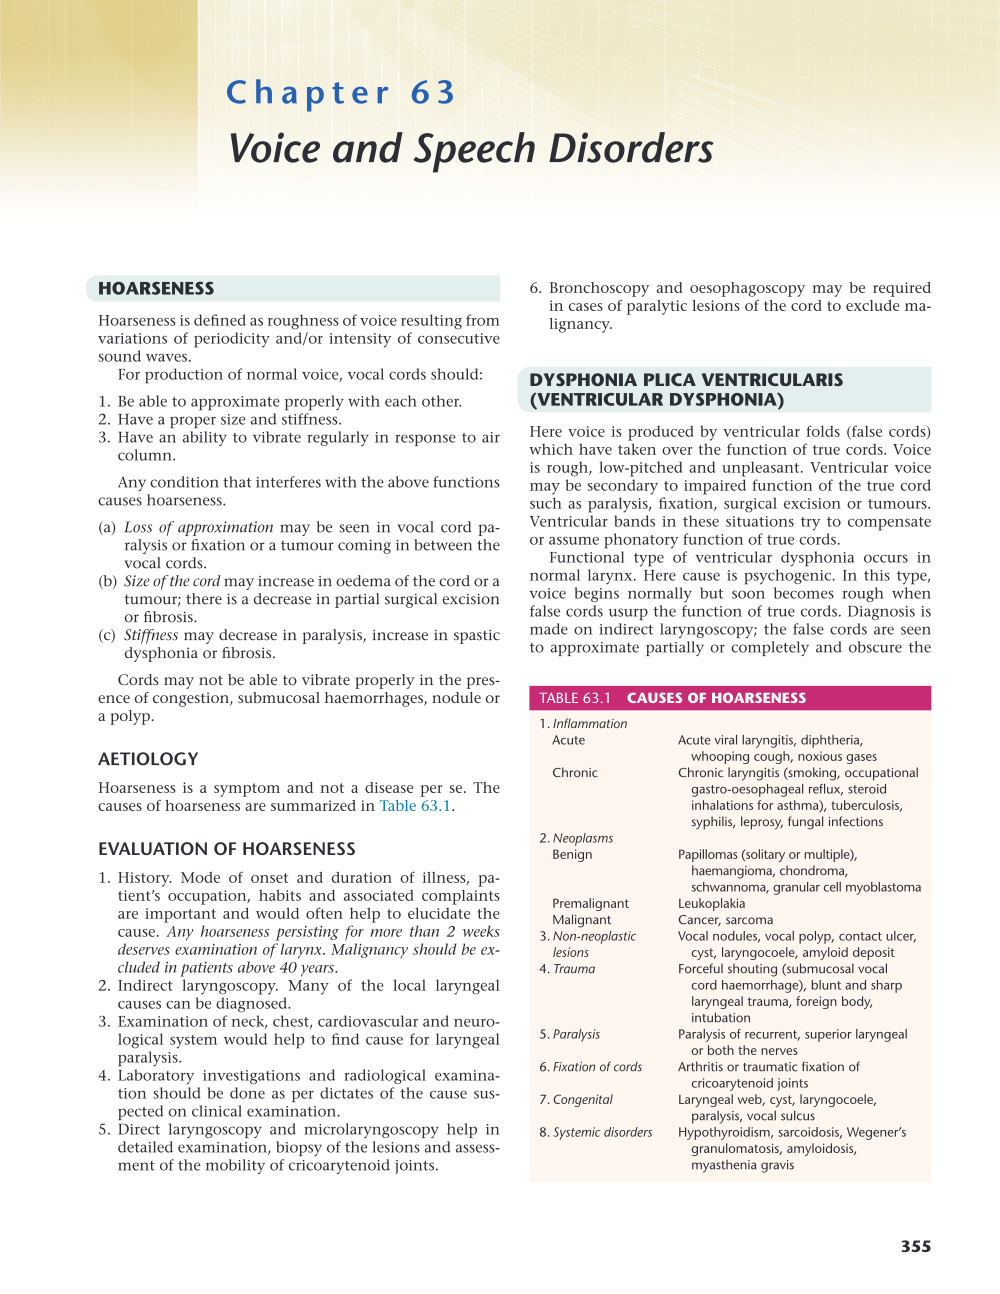 Chapter 63
Voice and Speech Disorders
HOARSENESS
Hoarseness is defined as roughness of voice resulting from
variations of periodicity and/or intensity of consecutive
sound waves.
For production of normal voice, vocal cords should:
1. Be able to approximate properly with each other.
2. Have a proper size and stiffness.
3. Have an ability to vibrate regularly in response to air
column.
Any condition that interferes with the above functions
causes hoarseness.
(a) Loss of approximation may be seen in vocal cord pa-
ralysis or fixation or a tumour coming in between the
vocal cords.
(b) Size of the cord may increase in oedema of the cord or a
tumour; there is a decrease in partial surgical excision
or fibrosis.
(c) Stiffness may decrease in paralysis, increase in spastic
dysphonia or fibrosis.
Cords may not be able to vibrate properly in the pres-
ence of congestion, submucosal haemorrhages, nodule or
a polyp.
AETIOLOGY
Hoarseness is a symptom and not a disease per se. The
causes of hoarseness are summarized in Table 63.1.
EVALUATION OF HOARSENESS
1. History. Mode of onset and duration of illness, pa-
tient's occupation, habits and associated complaints
are important and would often help to elucidate the
cause. Any hoarseness persisting for more than 2 weeks
deserves examination of larynx. Malignancy should be ex-
cluded in patients above 40 years.
2. Indirect laryngoscopy. Many of the local laryngeal
causes can be diagnosed.
3. Examination of neck, chest, cardiovascular and neuro-
logical system would help to find cause for laryngeal
paralysis.
4. Laboratory investigations and radiological examina-
tion should be done as per dictates of the cause sus-
pected on clinical examination.
5. Direct laryngoscopy and microlaryngoscopy help in
detailed examination, biopsy of the lesions and assess-
ment of the mobility of cricoarytenoid joints.
6. Bronchoscopy and oesophagoscopy may be required
in cases of paralytic lesions of the cord to exclude ma-
lignancy.
DYSPHONIA PLICA VENTRICULARIS
(VENTRICULAR DYSPHONIA)
Here voice is produced by ventricular folds (false cords)
which have taken over the function of true cords. Voice
is rough, low-pitched and unpleasant. Ventricular voice
may be secondary to impaired function of the true cord
such as paralysis, fixation, surgical excision or tumours.
Ventricular bands in these situations try to compensate
or assume phonatory function of true cords.
Functional type of ventricular dysphonia occurs in
normal larynx. Here cause is psychogenic. In this type,
voice begins normally but soon becomes rough when
false cords usurp the function of true cords. Diagnosis is
made on indirect laryngoscopy; the false cords are seen
to approximate partially or completely and obscure the
TABLE 63.1 CAUSES OF HOARSENESS
1. Inflammation
Acute Acute viral laryngitis, diphtheria,
whooping cough, noxious gases
Chronic Chronic laryngitis (smoking, occupational
gastro-oesophageal reflux, steroid
inhalations for asthma), tuberculosis,
syphilis, leprosy, fungal infections
2. Neoplasms
Benign Papillomas (solitary or multiple),
haemangioma, chondroma,
schwannoma, granular cell myoblastoma
Premalignant Leukoplakia
Malignant Cancer, sarcoma
3. Non-neoplastic Vocal nodules, vocal polyp, contact ulcer,
lesions cyst, laryngocoele, amyloid deposit
4. Trauma Forceful shouting (submucosal vocal
cord haemorrhage), blunt and sharp
laryngeal trauma, foreign body,
intubation
5. Paralysis Paralysis of recurrent, superior laryngeal
or both the nerves
6. Fixation of cords Arthritis or traumatic fixation of
cricoarytenoid joints
7. Congenital Laryngeal web, cyst, laryngocoele,
paralysis, vocal sulcus
8. Systemic disorders Hypothyroidism, sarcoidosis, Wegener's
granulomatosis, amyloidosis,
myasthenia gravis
355